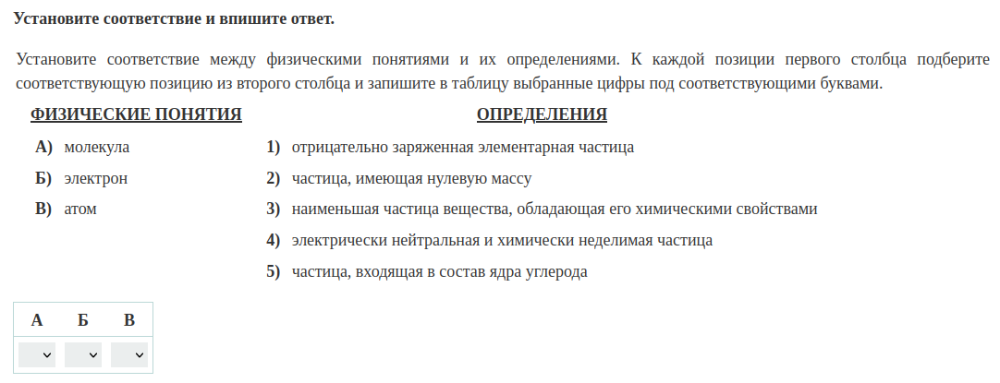 Установите соответствие и впишите ответ.
Установите соответствие между физическими понятиями и их определениями. К каждой позиции первого столбца подберите
соответствующую позицию из второго столбца и запишите в таблицу выбранные цифры под соответствующими буквами.
ФИЗИЧЕСКИЕ ПОНЯТИЯ ОПРЕДЕЛЕНИЯ
А) молекула 1) отрицательно заряженная элементарная частица
Б) электрон 2) частица, имеющая нулевую массу
В) атом 3) наименьшая частица вещества, обладающая его химическими свойствами
4) электрически нейтральная и химически неделимая частица
5) частица, входящая в состав ядра углерода
А Б В